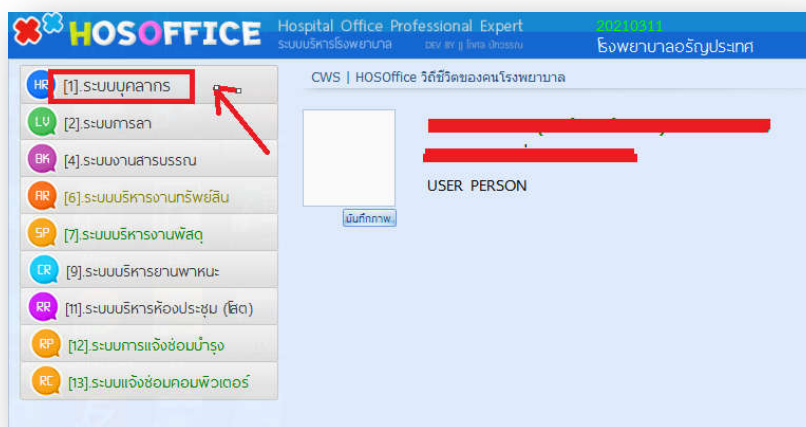 HOSOFFICE
Hospital Office Professional Expert
20210311
ระบบบริหารโรงพยาบาล
DEV BY ||
โรงพยาบาลอรัญประเทศ
CWS | HOSOffice วิถีชีวิตของคนโรงพยาบาล
HR [1].ระบบบุคลากร
LV [2].ระบบการลา
BK [4].ระบบงานสารบรรณ
AR [6].ระบบบริหารงานทรัพย์สิน
SP [7].ระบบบริหารงานพัสดุ
CR [9].ระบบบริหารยานพาหนะ
RR [11].ระบบบริหารห้องประชุม (โสต)
RP [12].ระบบการแจ้งซ่อมบำรุง
RC [13].ระบบแจ้งซ่อมคอมพิวเตอร์
USER PERSON
บันทึกภาพ